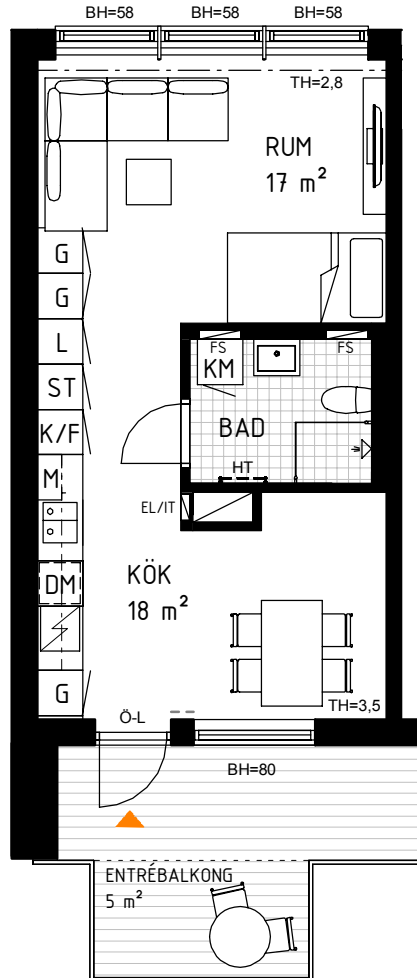 BH=58 BH=58 BH=58
TH=2,8
RUM
17 m²
G
G
L
ST
K/F
M
DM
G
FS
KM
FS
BAD
HT
EL/IT
KÖK
18 m²
TH=3,5
Ö-L
BH=80
ENTRÉBALKONG
5 m²